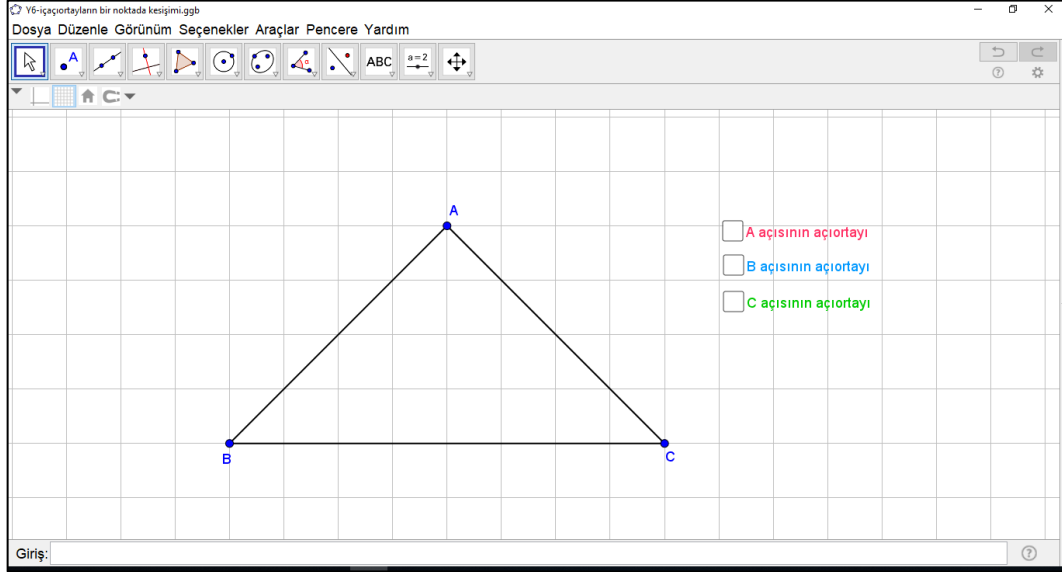 Y6-içaçıortayların bir noktada kesişimi.ggb
Dosya Düzenle Görünüm Seçenekler Araçlar Pencere Yardım
A
ABC
a=2
A
A açısının açıortayı
B açısının açıortayı
C açısının açıortayı
B
C
Giriş: